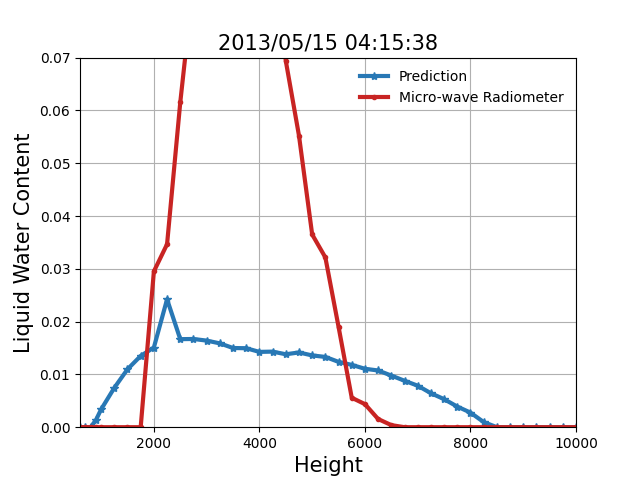 2013/05/15 04:15:38
Prediction
Micro-wave Radiometer
Liquid Water Content
0.07
0.06
0.05
0.04
0.03
0.02
0.01
0.00
2000 4000 6000 8000 10000
Height